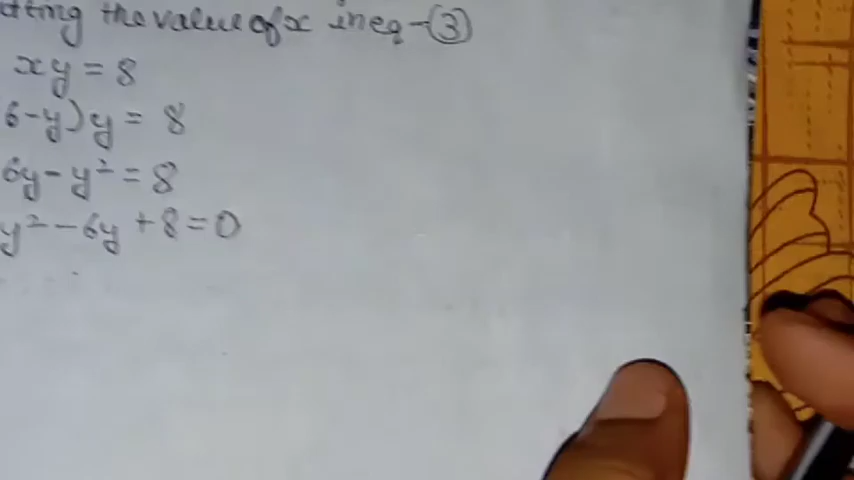 tting the value of x in eq-③
xy = 8
6-y)y = 8
6y - y² = 8
y² - 6y + 8 = 0